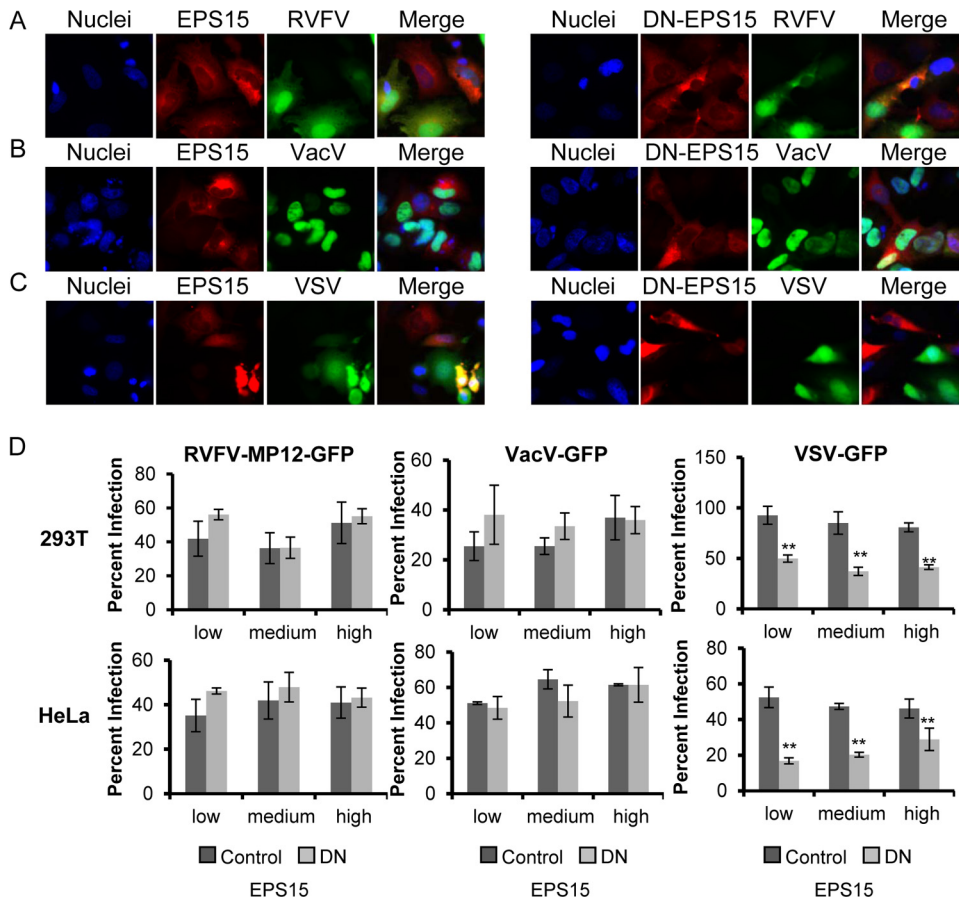 A
Nuclei EPS15 RVFV Merge
Nuclei DN-EPS15 RVFV Merge
B
Nuclei EPS15 VacV Merge
Nuclei DN-EPS15 VacV Merge
C
Nuclei EPS15 VSV Merge
Nuclei DN-EPS15 VSV Merge
D
RVFV-MP12-GFP VacV-GFP VSV-GFP
293T
Percent Infection
80
60
40
20
0
low medium high
Percent Infection
60
40
20
0
low medium high
Percent Infection
150
100
50
0
** ** **
low medium high
HeLa
Percent Infection
60
40
20
0
low medium high
Percent Infection
80
60
40
20
0
low medium high
Percent Infection
60
40
20
0
** ** **
low medium high
Control DN
EPS15
Control DN
EPS15
Control DN
EPS15